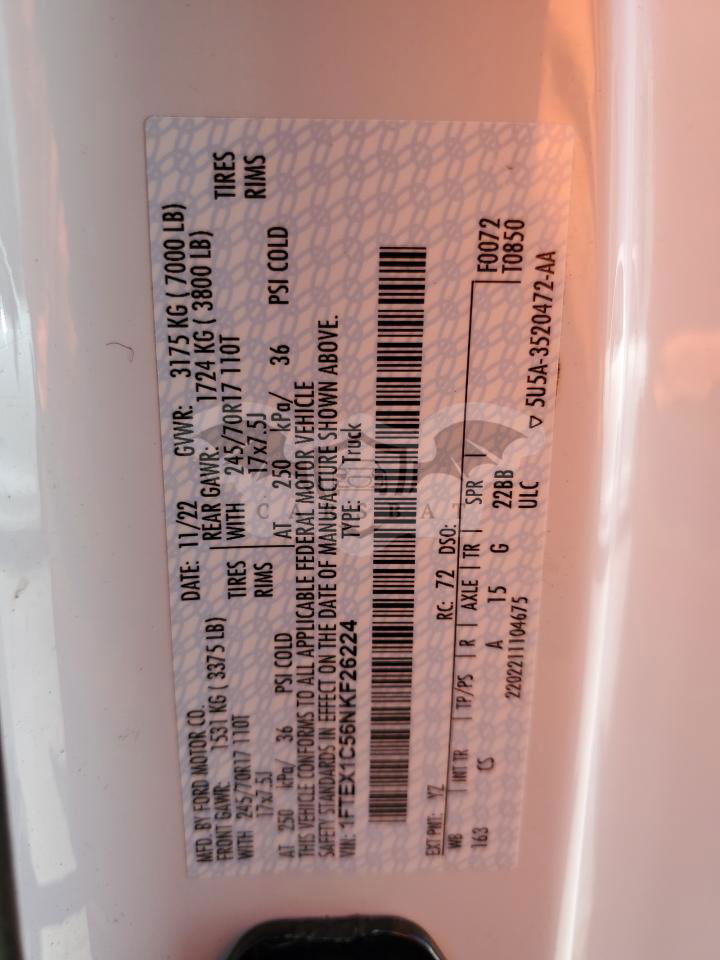 MFD. BY FORD MOTOR CO.
DATE: 11/22 GVWR: 3175 KG ( 7000 LB)
FRONT GAWR: 1531 KG ( 3375 LB) REAR GAWR: 1724 KG ( 3800 LB)
WITH 245/70R17 110T TIRES WITH 245/70R17 110T TIRES
17x7.5J RIMS 17x7.5J RIMS
AT 250 kPa/ 36 PSI COLD AT 250 kPa/ 36 PSI COLD
THIS VEHICLE CONFORMS TO ALL APPLICABLE FEDERAL MOTOR VEHICLE
SAFETY STANDARDS IN EFFECT ON THE DATE OF MANUFACTURE SHOWN ABOVE.
VIN: 1FTEX1C56NKF26224 TYPE: Truck
EXT PNT: YZ RC: 72 DSO: F0072
WB INT TR TP/PS R AXLE TR SPR T0850
163 CS A 15 G 22BB
2202211104675 ULC ▽ 5U5A-3520472-AA